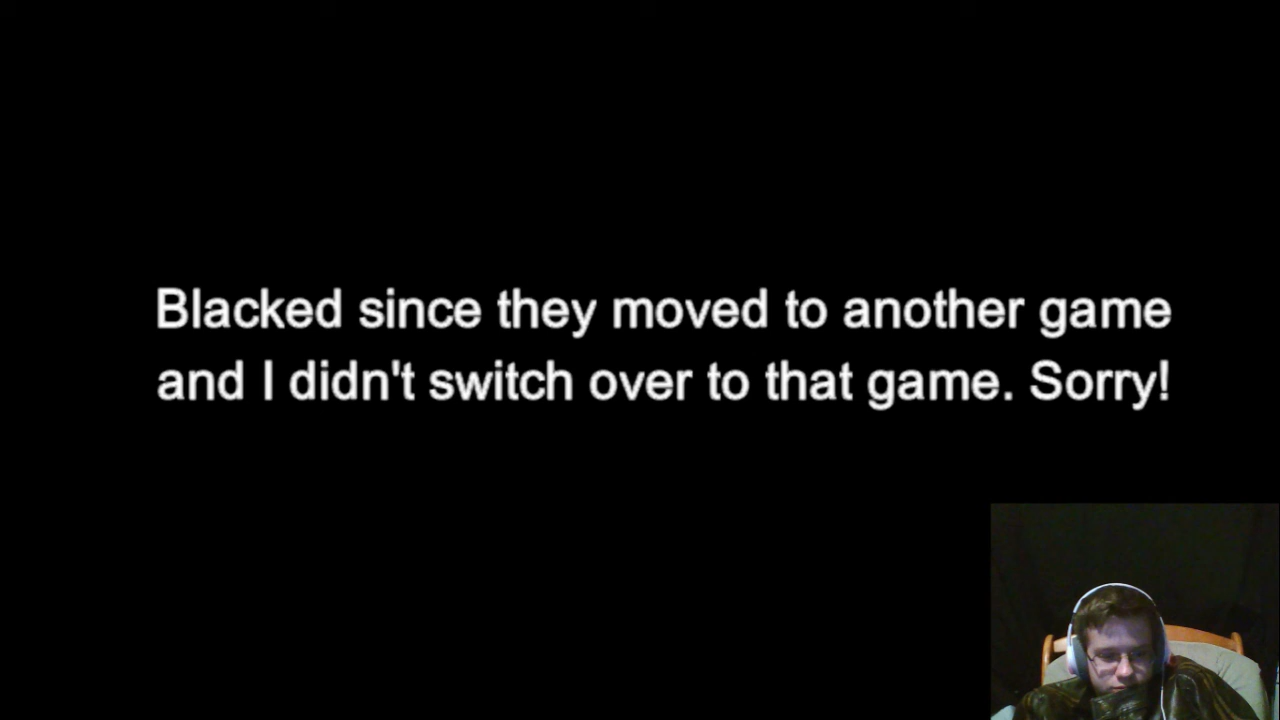 Blacked since they moved to another game
and I didn't switch over to that game. Sorry!